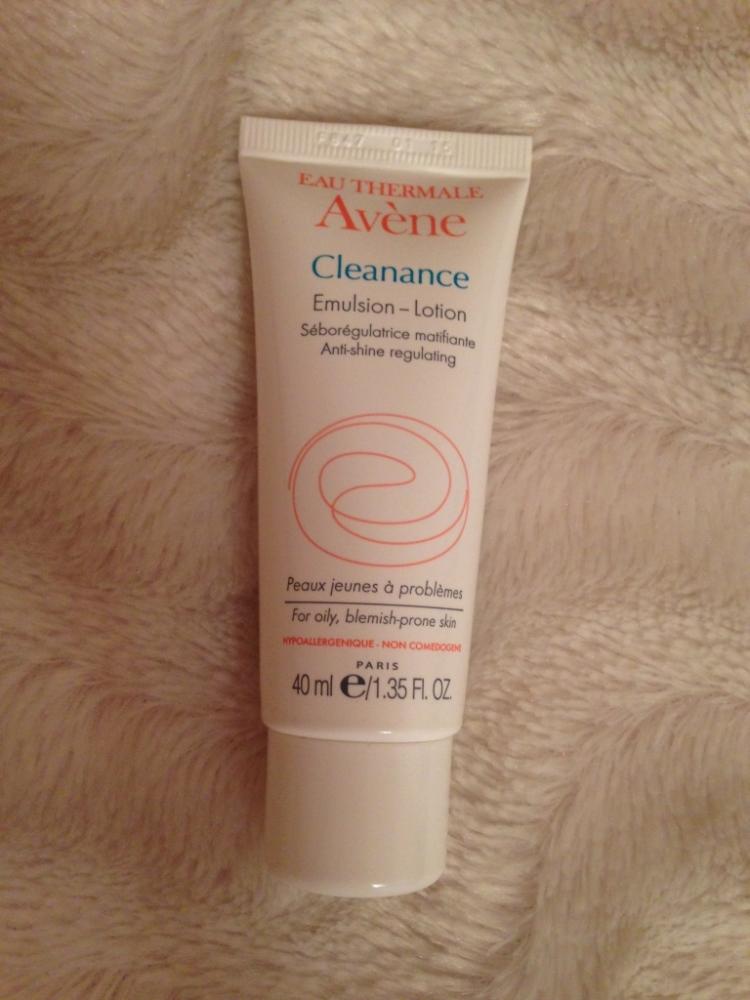 EAU THERMALE
Avène
Cleanance
Emulsion – Lotion
Séborégulatrice matifiante
Anti-shine regulating
Peaux jeunes à problèmes
For oily, blemish-prone skin
HYPOALLERGENIQUE - NON COMEDOGENE
PARIS
40 ml e/1.35 Fl. OZ.